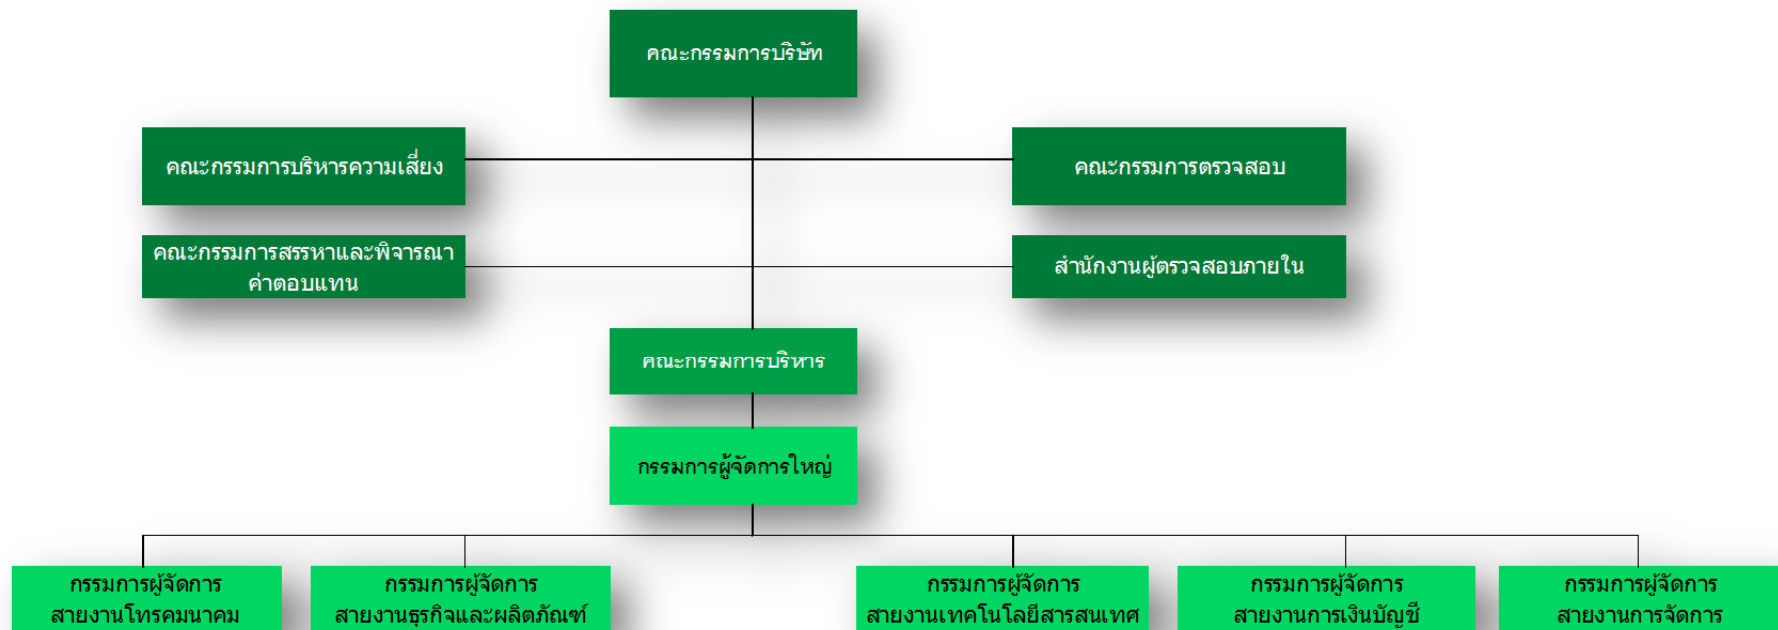 คณะกรรมการบริษัท
คณะกรรมการบริหารความเสี่ยง
คณะกรรมการตรวจสอบ
คณะกรรมการสรรหาและพิจารณา
ค่าตอบแทน
สำนักงานผู้ตรวจสอบภายใน
คณะกรรมการบริหาร
กรรมการผู้จัดการใหญ่
กรรมการผู้จัดการ
สายงานโทรคมนาคม
กรรมการผู้จัดการ
สายงานธุรกิจและผลิตภัณฑ์
กรรมการผู้จัดการ
สายงานเทคโนโลยีสารสนเทศ
กรรมการผู้จัดการ
สายงานการเงินบัญชี
กรรมการผู้จัดการ
สายงานการจัดการ